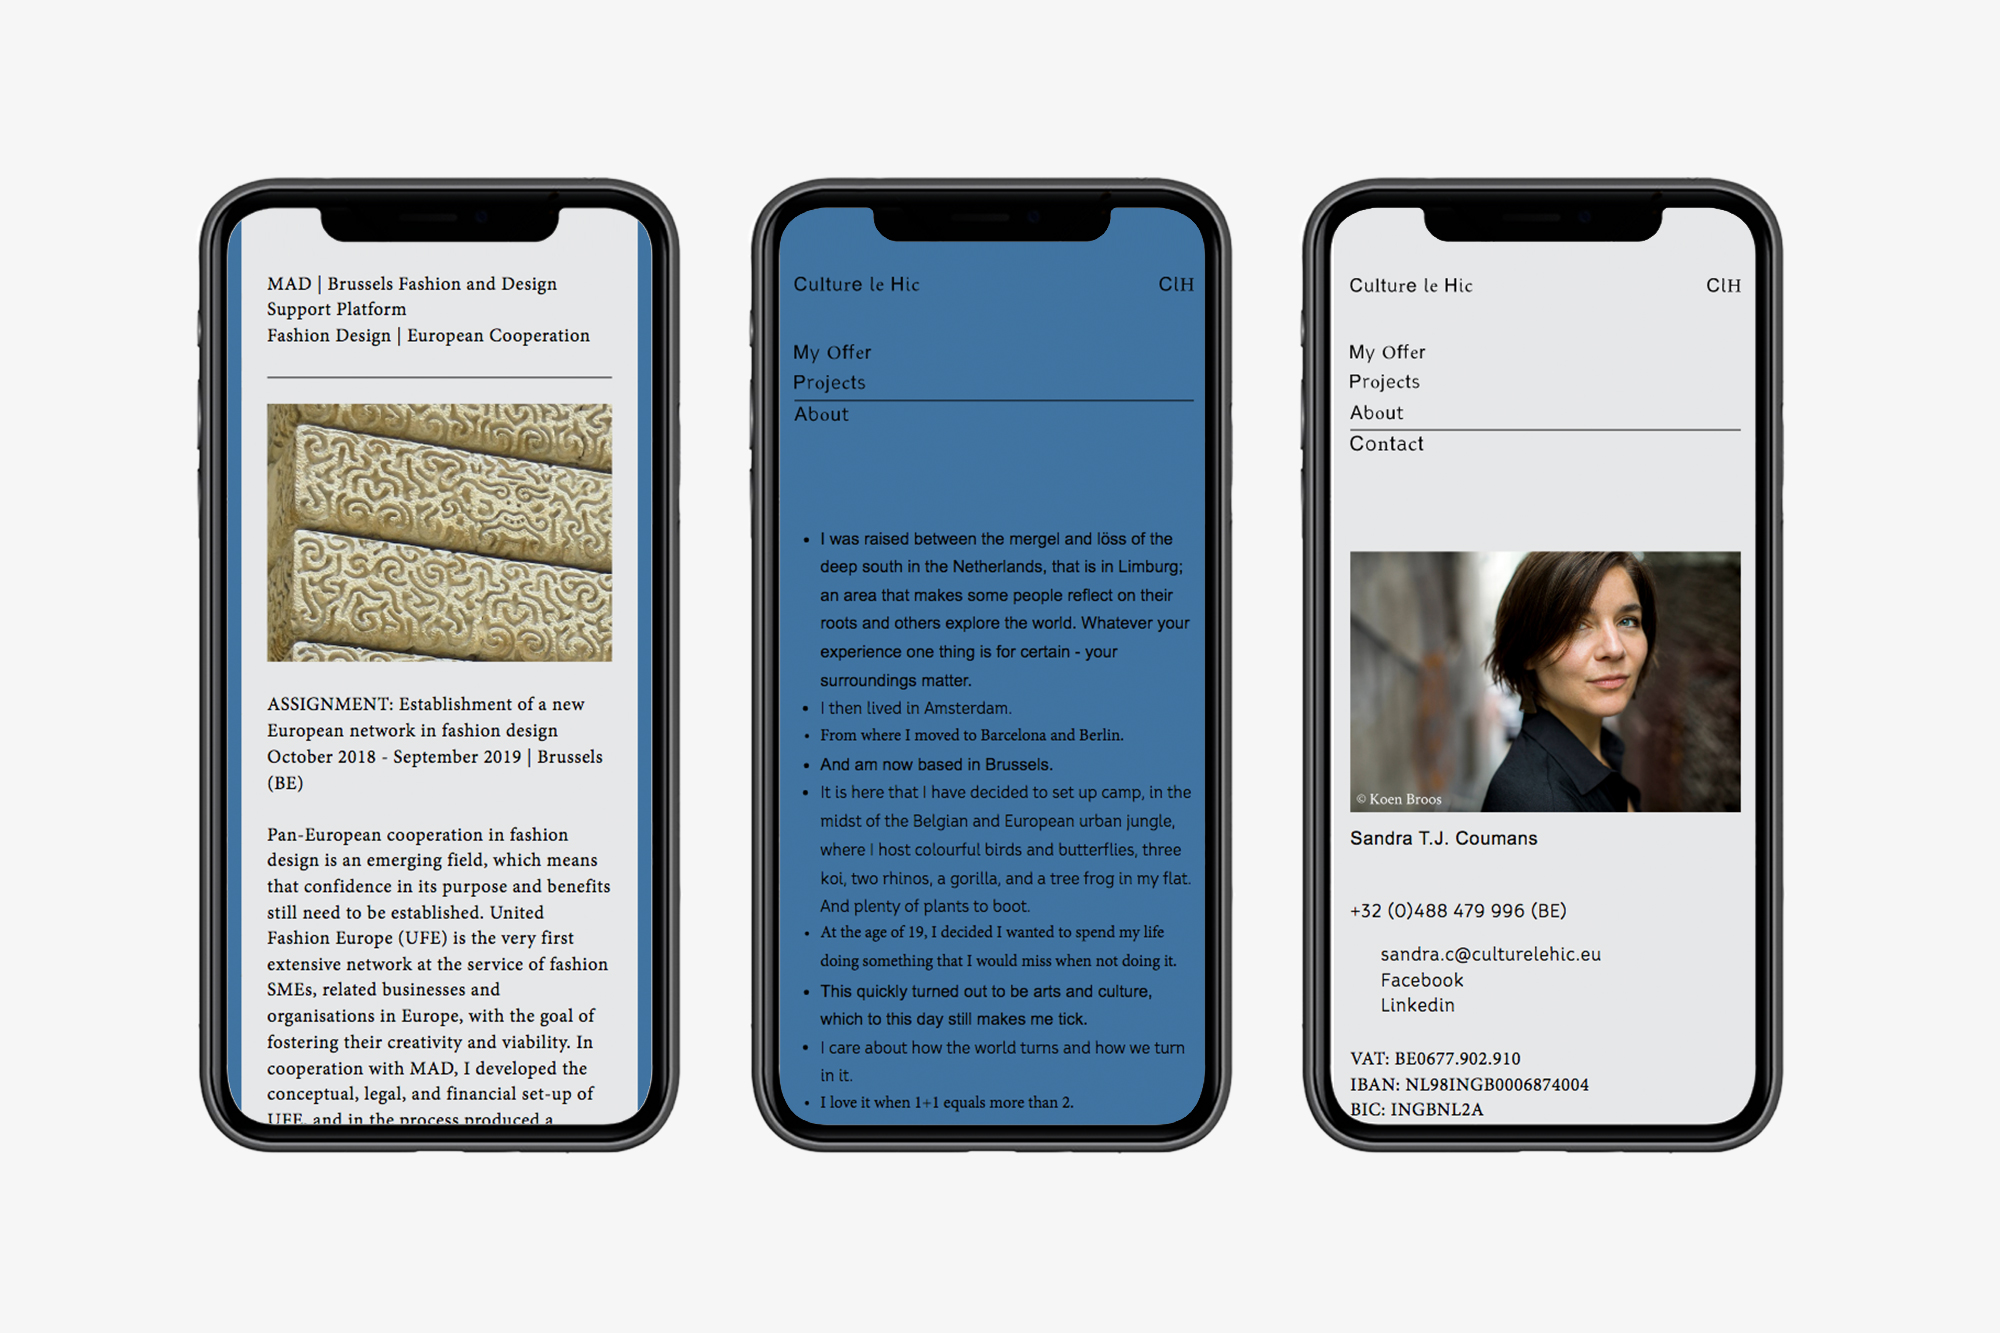 MAD | Brussels Fashion and Design
Support Platform
Fashion Design | European Cooperation
ASSIGNMENT: Establishment of a new
European network in fashion design
October 2018 - September 2019 | Brussels
(BE)
Pan-European cooperation in fashion
design is an emerging field, which means
that confidence in its purpose and benefits
still need to be established. United
Fashion Europe (UFE) is the very first
extensive network at the service of fashion
SMEs, related businesses and
organisations in Europe, with the goal of
fostering their creativity and viability. In
cooperation with MAD, I developed the
conceptual, legal, and financial set-up of
UFE, and in the process produced a
Culture le Hic
ClH
My Offer
Projects
About
• I was raised between the mergel and löss of the
deep south in the Netherlands, that is in Limburg;
an area that makes some people reflect on their
roots and others explore the world. Whatever your
experience one thing is for certain - your
surroundings matter.
• I then lived in Amsterdam.
• From where I moved to Barcelona and Berlin.
• And am now based in Brussels.
• It is here that I have decided to set up camp, in the
midst of the Belgian and European urban jungle,
where I host colourful birds and butterflies, three
koi, two rhinos, a gorilla, and a tree frog in my flat.
And plenty of plants to boot.
• At the age of 19, I decided I wanted to spend my life
doing something that I would miss when not doing it.
• This quickly turned out to be arts and culture,
which to this day still makes me tick.
• I care about how the world turns and how we turn
in it.
• I love it when 1+1 equals more than 2.
Culture le Hic
ClH
My Offer
Projects
About
Contact
© Koen Broos
Sandra T.J. Coumans
+32 (0)488 479 996 (BE)
sandra.c@culturelehic.eu
Facebook
Linkedin
VAT: BE0677.902.910
IBAN: NL98INGB0006874004
BIC: INGBNL2A